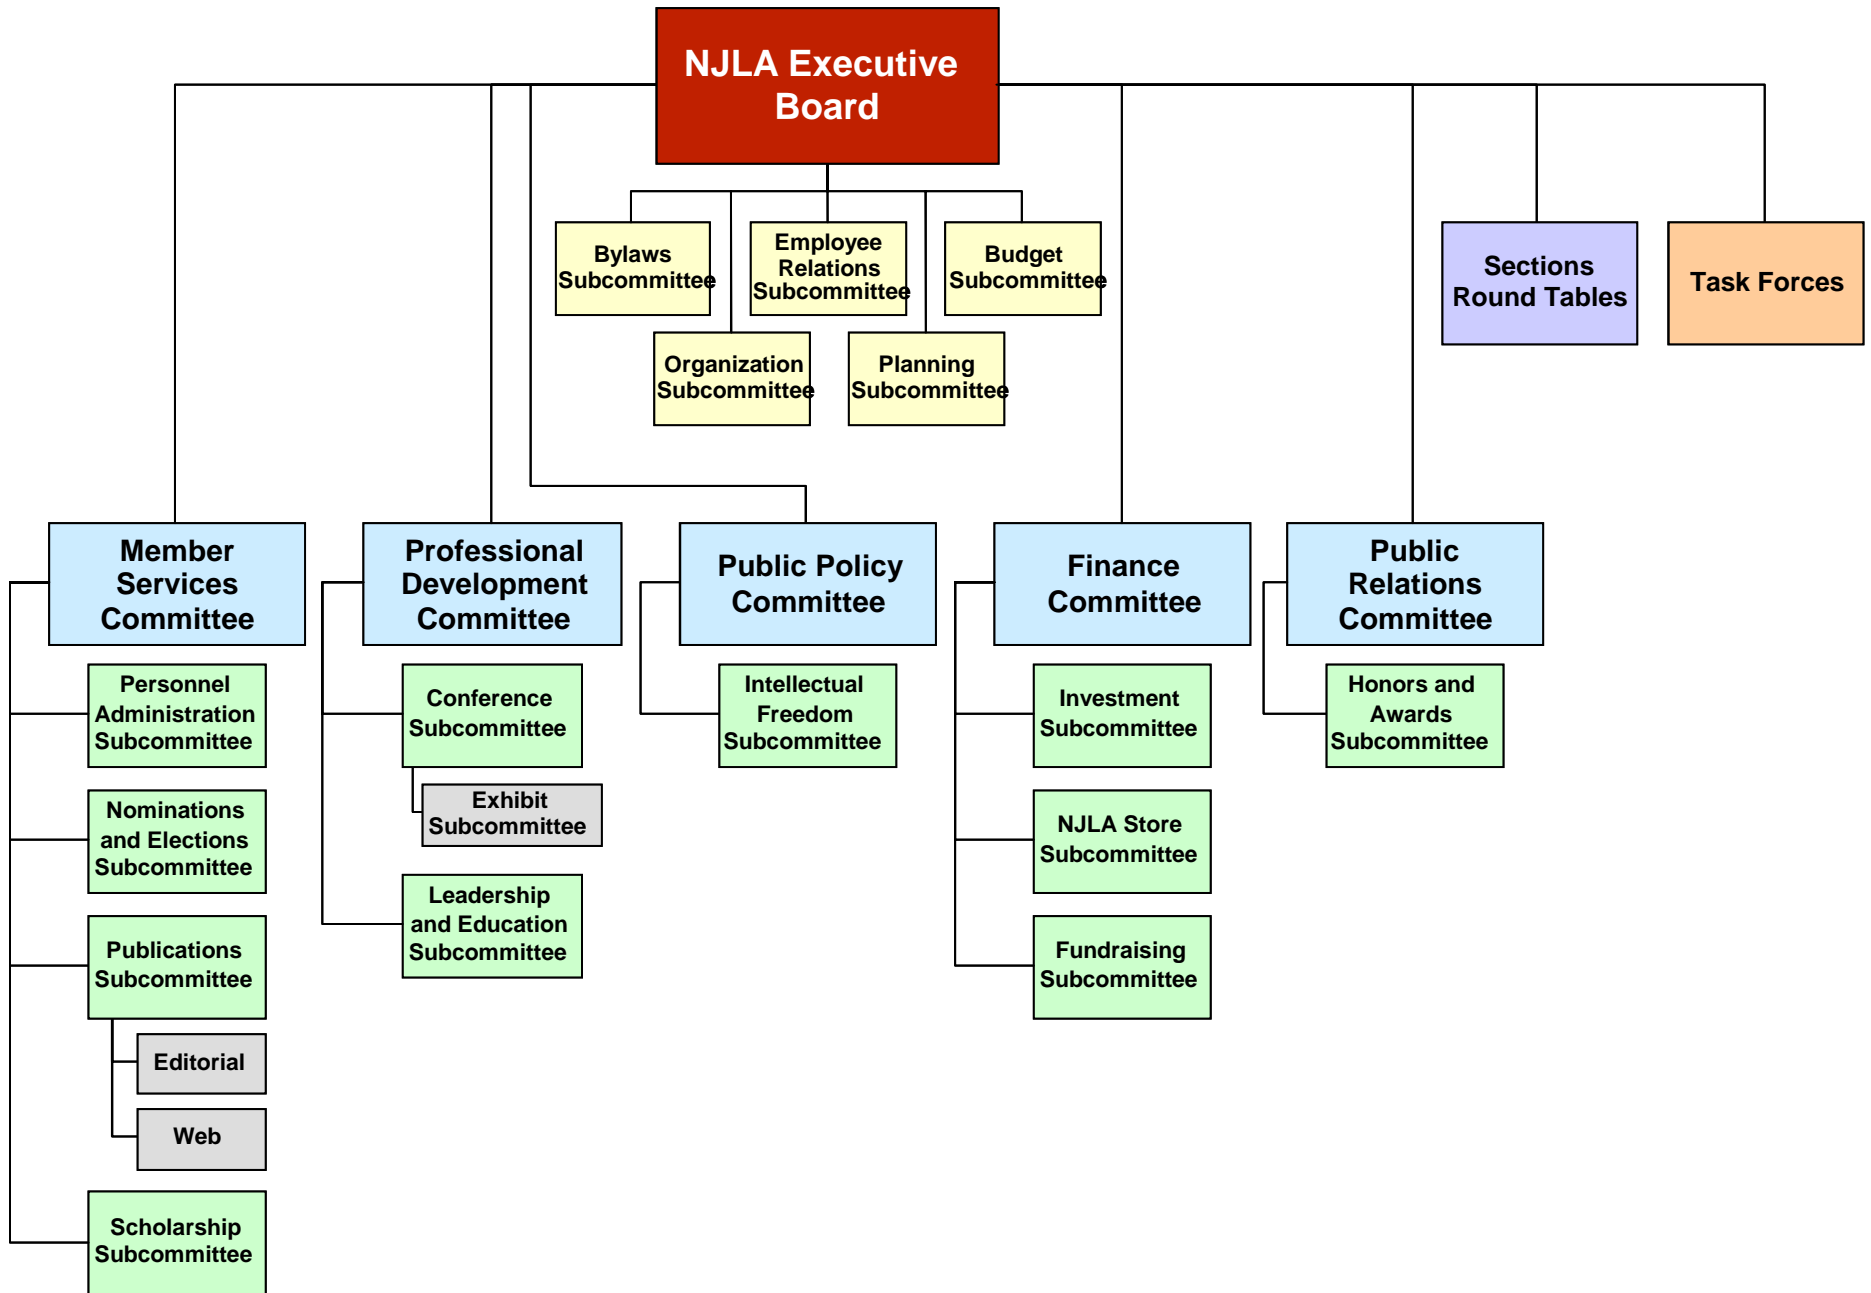 NJLA Executive
Board
Bylaws
Subcommittee
Employee
Relations
Subcommittee
Budget
Subcommittee
Organization
Subcommittee
Planning
Subcommittee
Sections
Round Tables
Task Forces
Member
Services
Committee
Professional
Development
Committee
Public Policy
Committee
Finance
Committee
Public
Relations
Committee
Personnel
Administration
Subcommittee
Nominations
and Elections
Subcommittee
Publications
Subcommittee
Editorial
Web
Scholarship
Subcommittee
Conference
Subcommittee
Exhibit
Subcommittee
Leadership
and Education
Subcommittee
Intellectual
Freedom
Subcommittee
Investment
Subcommittee
NJLA Store
Subcommittee
Fundraising
Subcommittee
Honors and
Awards
Subcommittee